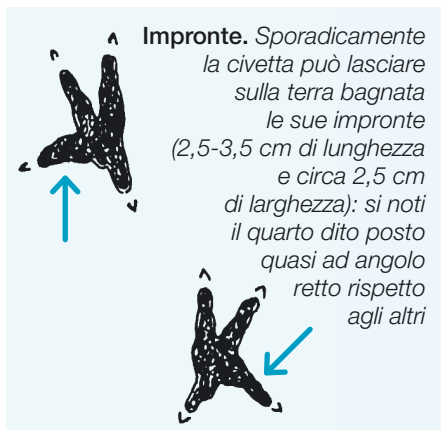 Impronte. Sporadicamente
la civetta può lasciare
sulla terra bagnata
le sue impronte
(2,5-3,5 cm di lunghezza
e circa 2,5 cm
di larghezza): si noti
il quarto dito posto
quasi ad angolo
retto rispetto
agli altri